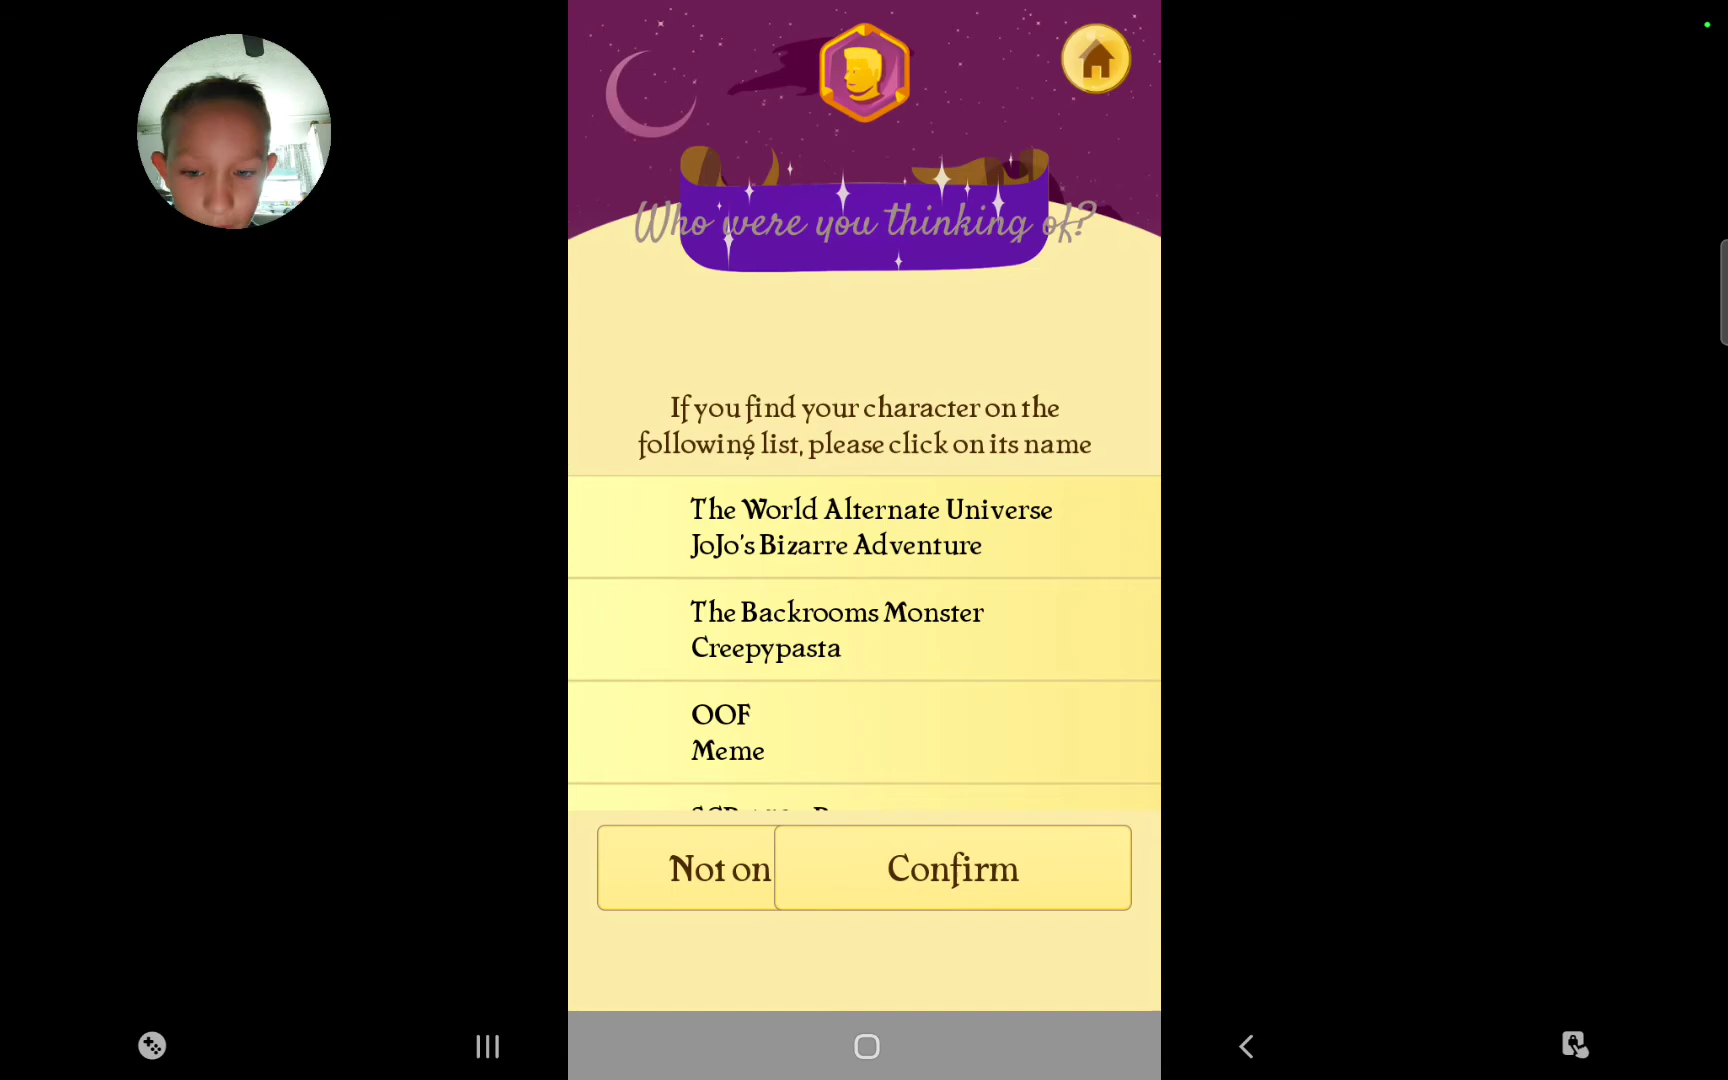 Who were you thinking of?
If you find your character on the
following list, please click on its name
The World Alternate Universe
JoJo's Bizarre Adventure
The Backrooms Monster
Creepypasta
OOF
Meme
Not on
Confirm